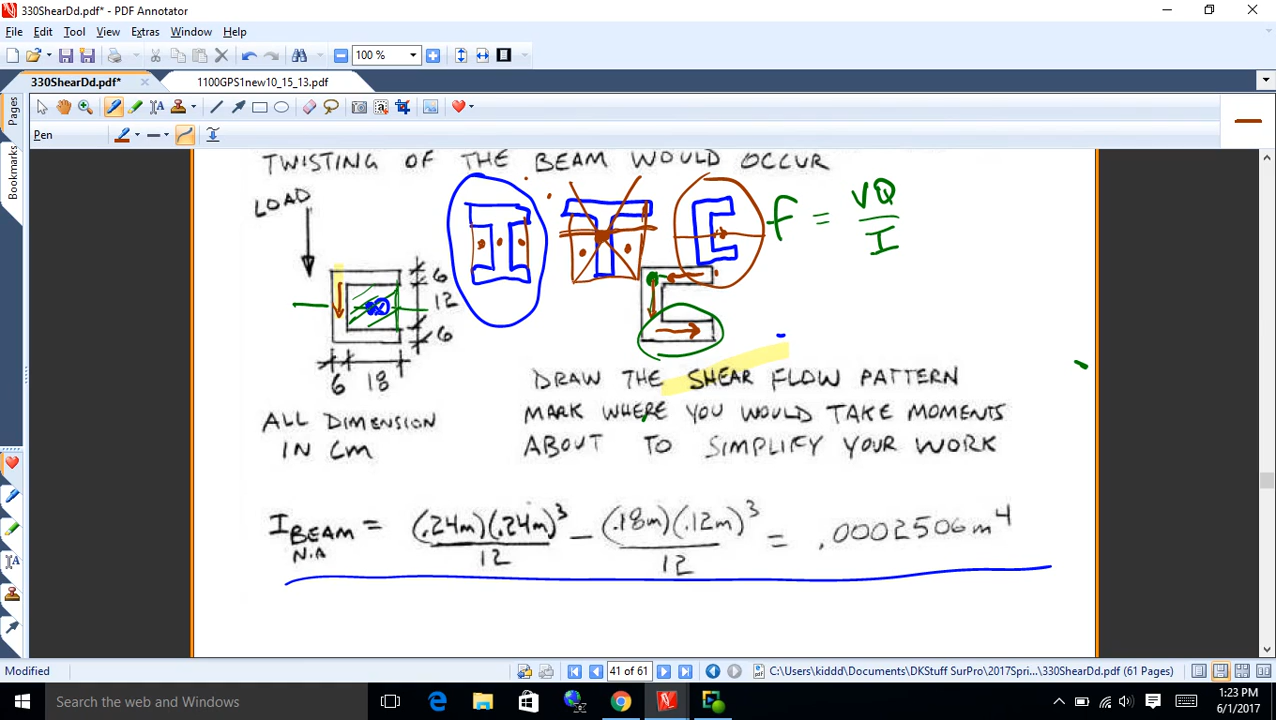 330ShearDd.pdf* - PDF Annotator
File Edit Tool View Extras Window Help
100 %
330ShearDd.pdf* 1100GPS1new10_15_13.pdf
Pen
Pages
Bookmarks
TWISTING OF THE BEAM WOULD OCCUR
LOAD
f = VQ / I
6
12
6
6 18
ALL DIMENSION
IN CM
DRAW THE SHEAR FLOW PATTERN
MARK WHERE YOU WOULD TAKE MOMENTS
ABOUT TO SIMPLIFY YOUR WORK
I BEAM N.A = (.24m)(.24m)³ / 12 – (.18m)(.12m)³ / 12 = .0002506 m⁴
Modified
41 of 61
C:\Users\kiddd\Documents\DKStuff SurPro\2017Spri...\330ShearDd.pdf (61 Pages)
Search the web and Windows
1:23 PM
6/1/2017